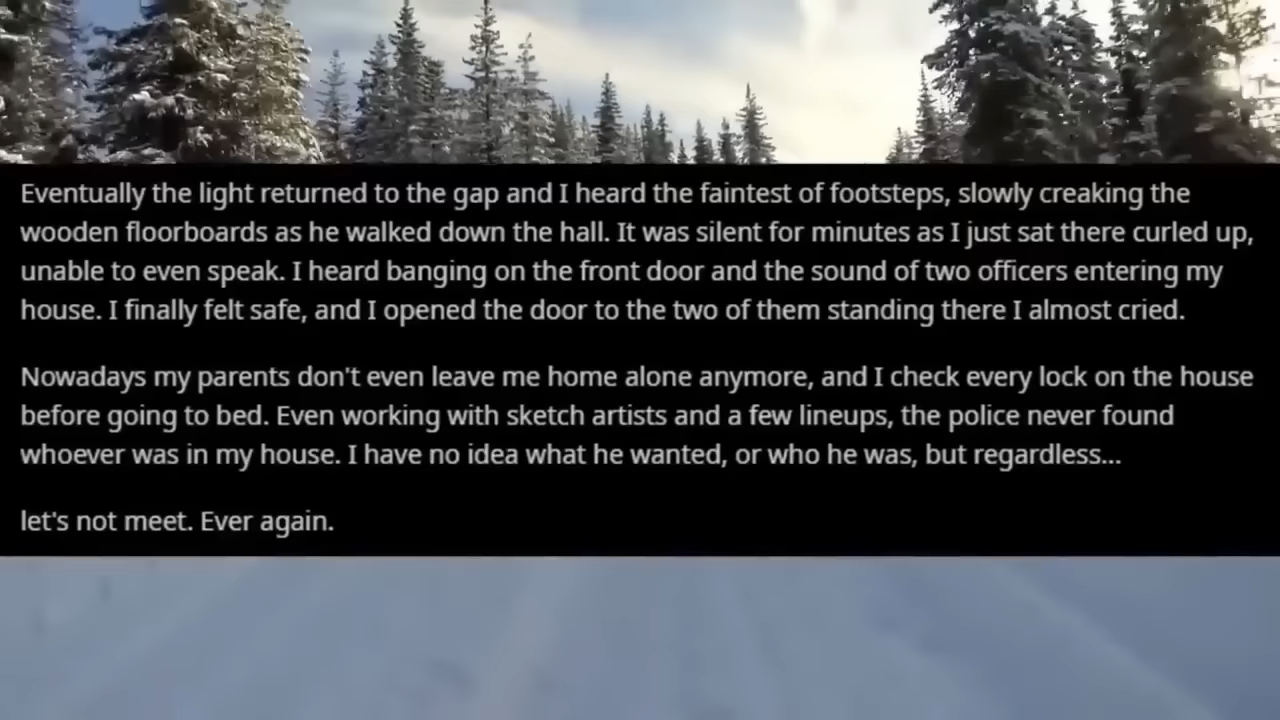 Eventually the light returned to the gap and I heard the faintest of footsteps, slowly creaking the
wooden floorboards as he walked down the hall. It was silent for minutes as I just sat there curled up,
unable to even speak. I heard banging on the front door and the sound of two officers entering my
house. I finally felt safe, and I opened the door to the two of them standing there I almost cried.
Nowadays my parents don't even leave me home alone anymore, and I check every lock on the house
before going to bed. Even working with sketch artists and a few lineups, the police never found
whoever was in my house. I have no idea what he wanted, or who he was, but regardless...
let's not meet. Ever again.